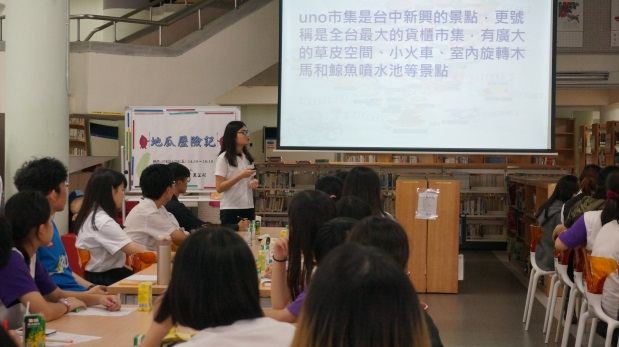 uno市集是台中新興的景點，更號
稱是全台最大的貨櫃市集，有廣大
的草皮空間、小火車、室內旋轉木
馬和鯨魚噴水池等景點
地瓜歷險記